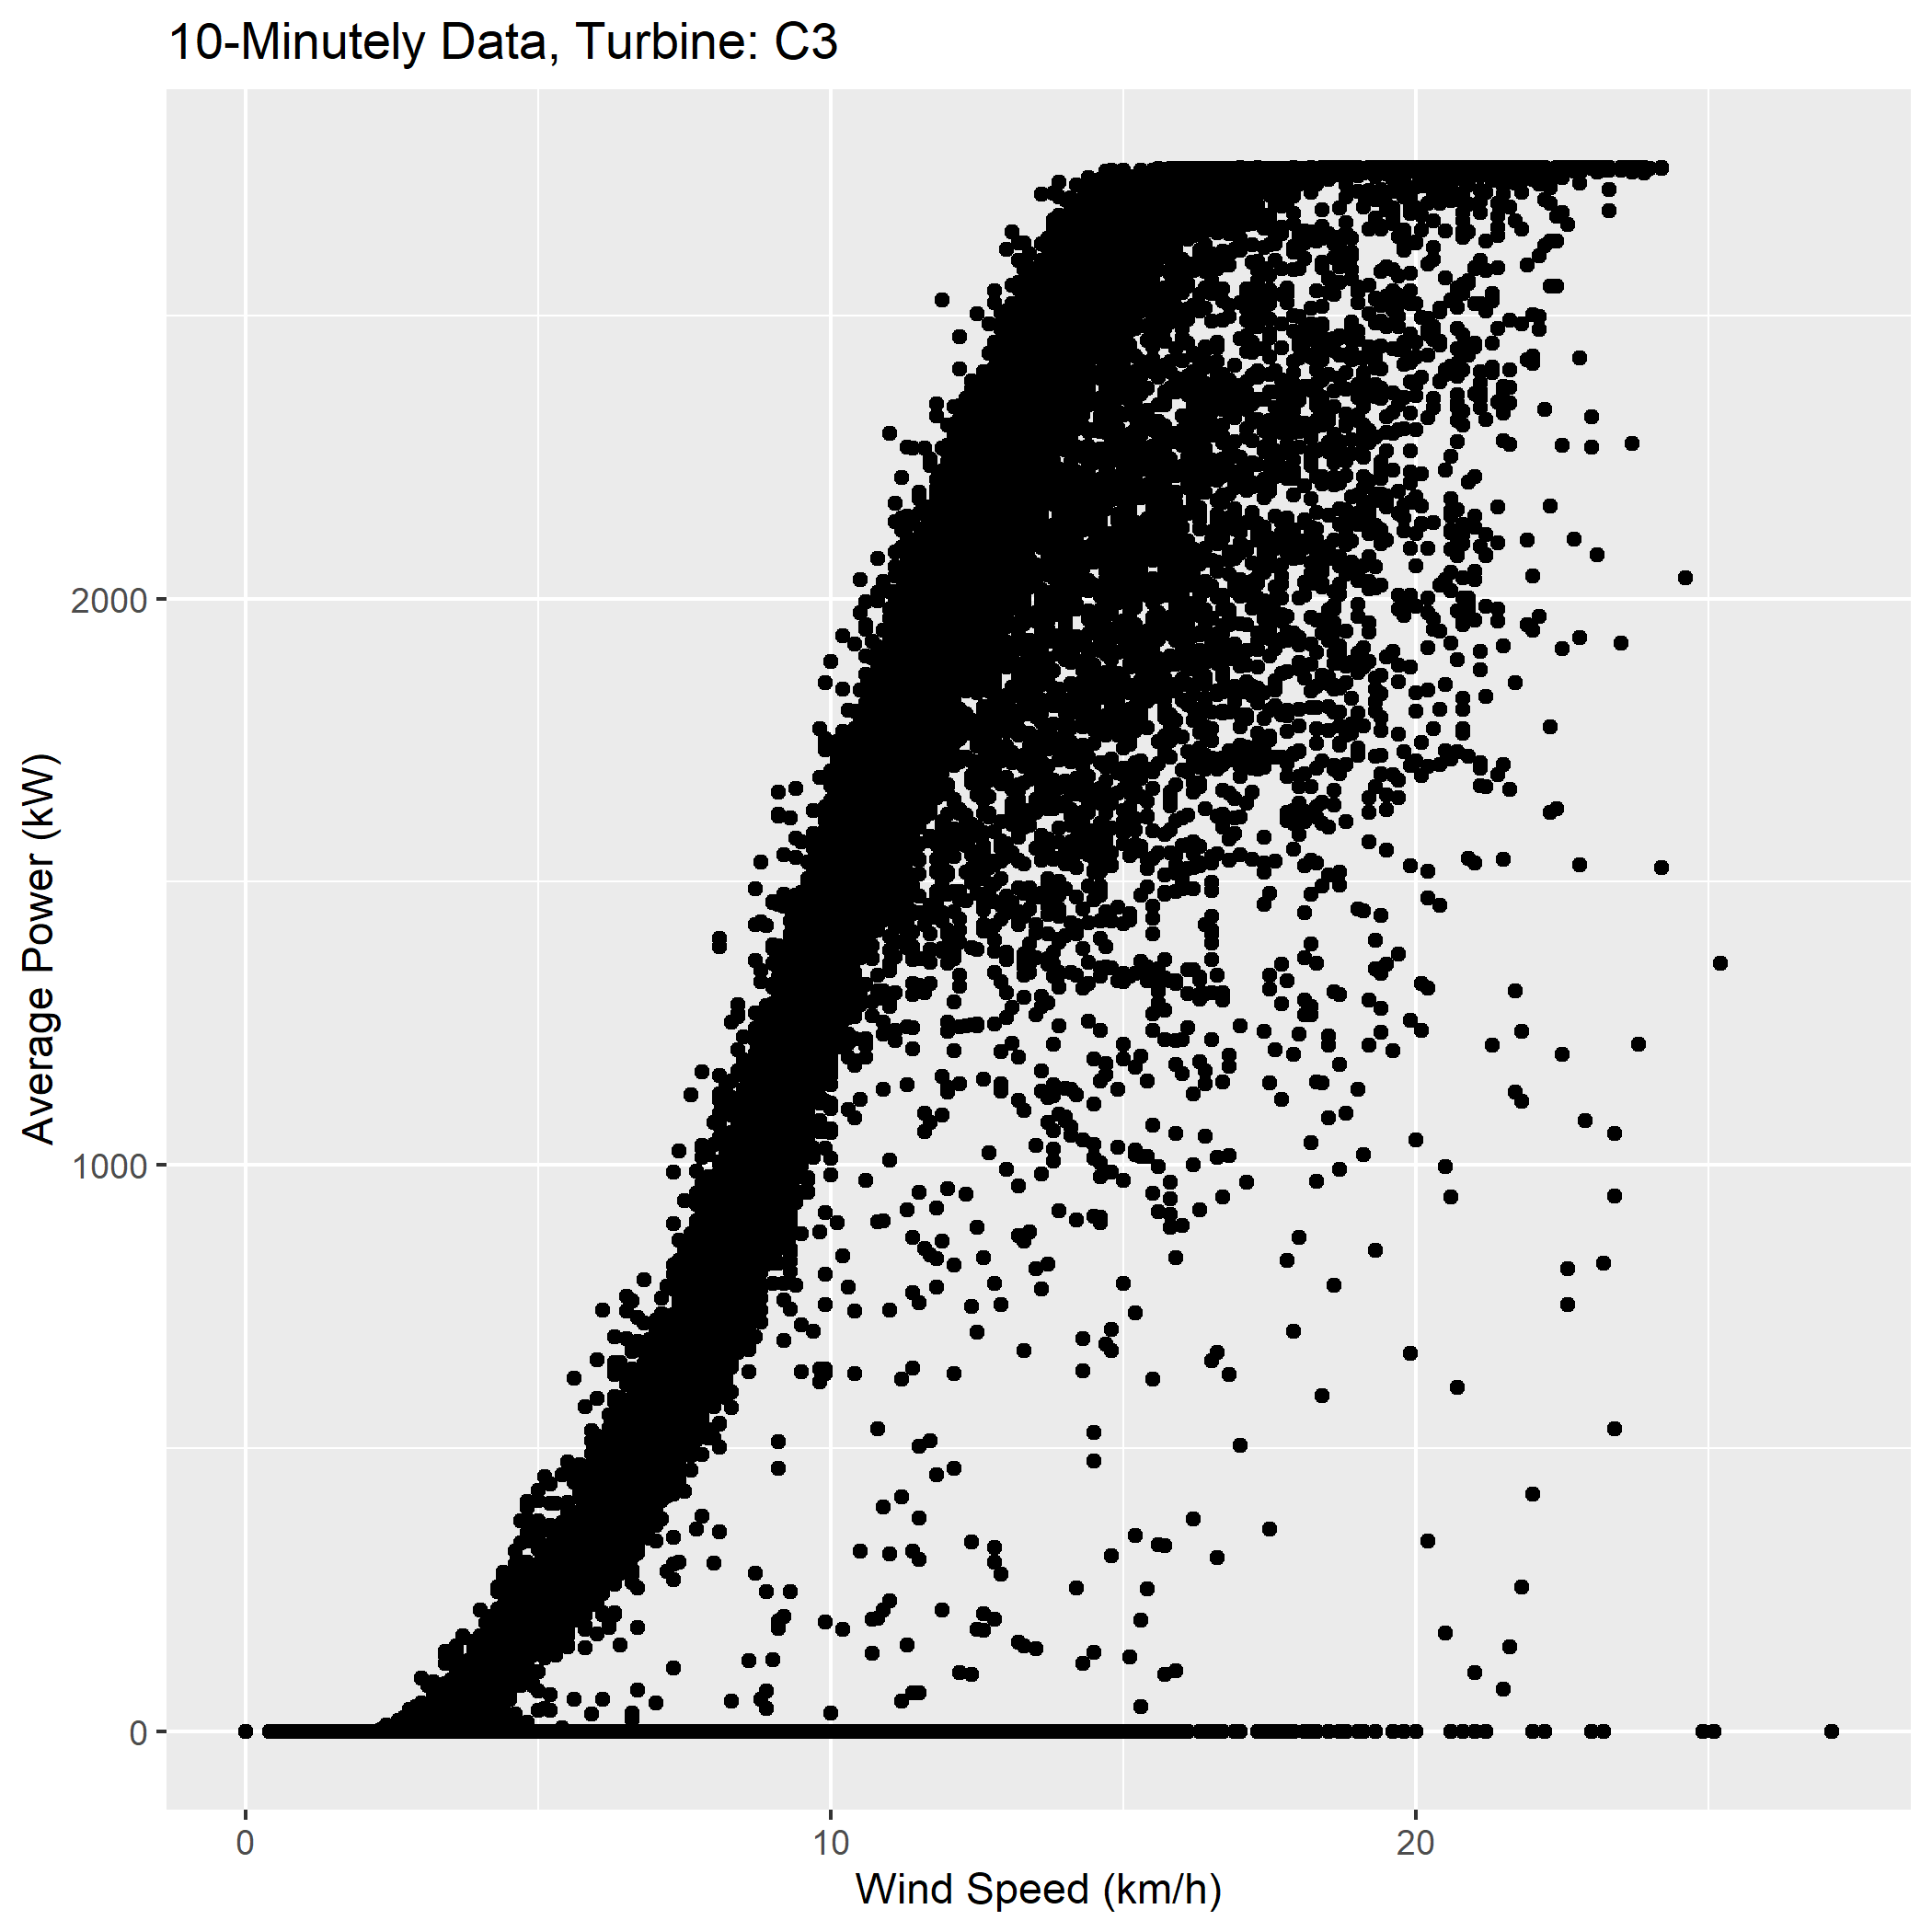 10-Minutely Data, Turbine: C3
Average Power (kW)
2000
1000
0
0 10 20
Wind Speed (km/h)